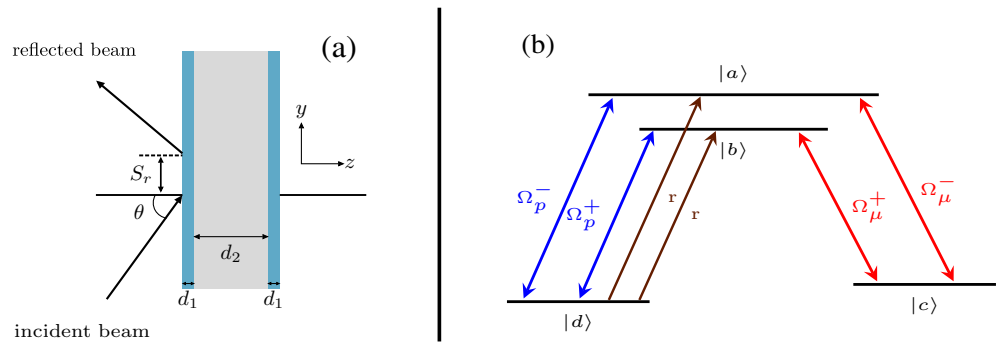 (a)
reflected beam
y
z
S_r
θ
d_2
d_1
d_1
incident beam
(b)
|a⟩
|b⟩
Ω_p^-
Ω_p^+
r
r
Ω_μ^+
Ω_μ^-
|d⟩
|c⟩